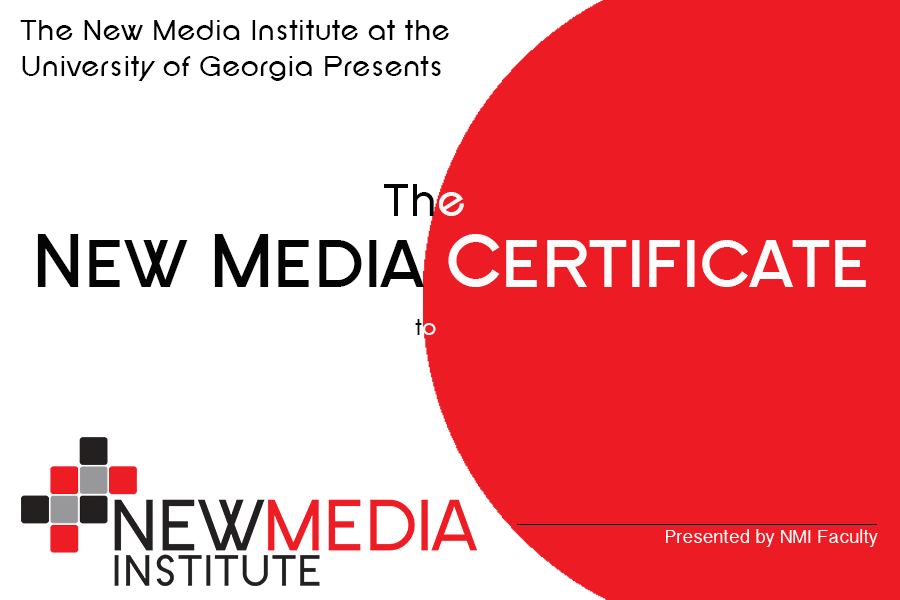 The New Media Institute at the
University of Georgia Presents
The
NEW MEDIA CERTIFICATE
to
NEWMEDIA
INSTITUTE
Presented by NMI Faculty